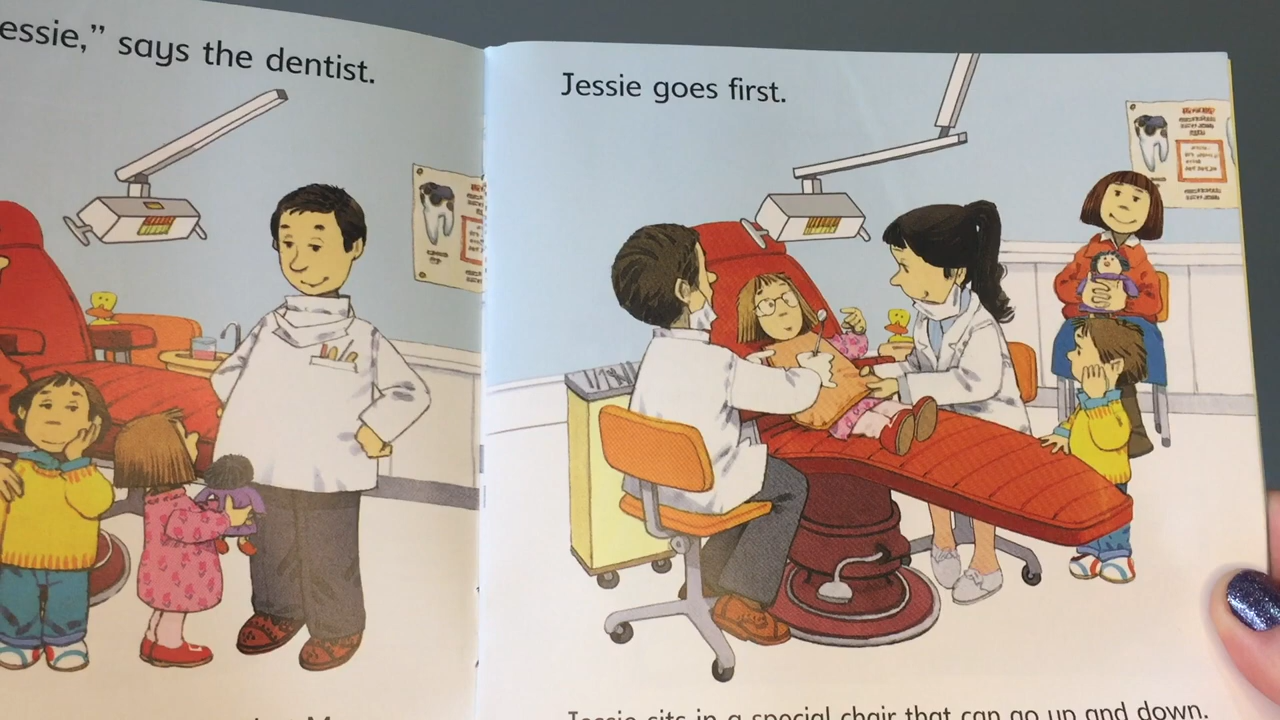 essie,” says the dentist.
Jessie goes first.
Jessie sits in a special chair that can go up and down.